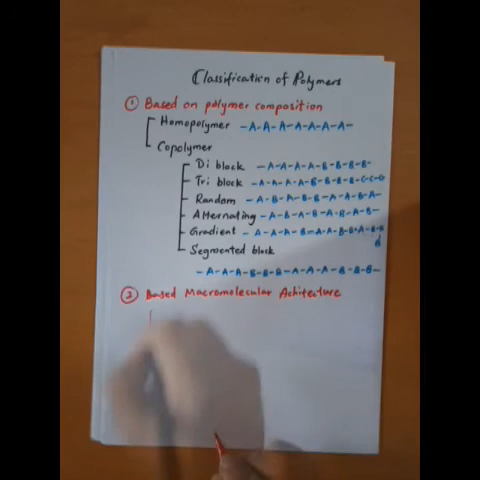 Classification of Polymers
① Based on polymer composition
Homopolymer -A-A-A-A-A-A-A-
Copolymer
Di block -A-A-A-A-B-B-B-B-
Tri block -A-A-A-A-B-B-B-B-C-C-C
Random -A-B-A-B-B-A-A-B-A-
Alternating -A-B-A-B-A-B-A-B-
Gradient -A-A-A-B-A-A-B-B-A-B-B
Segmented block
-A-A-A-B-B-B-A-A-A-B-B-B-
② Based Macromolecular Achitecture